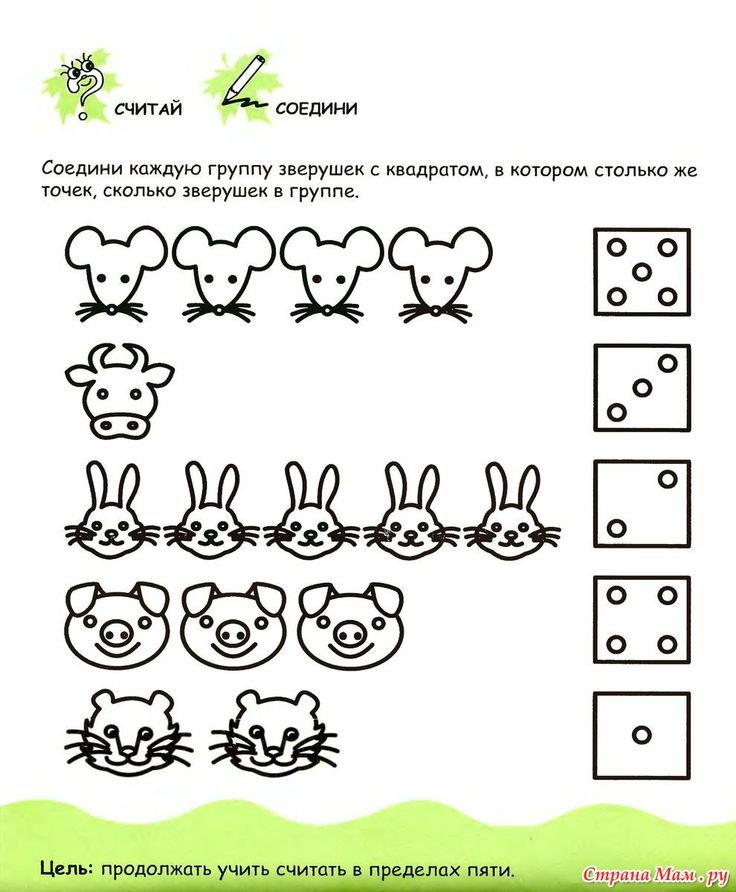 СЧИТАЙ СОЕДИНИ
Соедини каждую группу зверушек с квадратом, в котором столько же
точек, сколько зверушек в группе.
Цель: продолжать учить считать в пределах пяти.
Страна Мам.ру